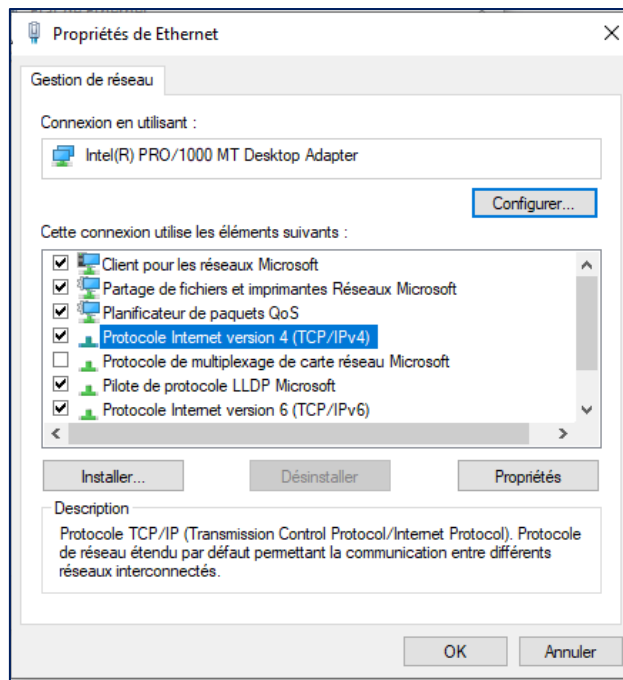 Propriétés de Ethernet
Gestion de réseau
Connexion en utilisant :
Intel(R) PRO/1000 MT Desktop Adapter
Configurer...
Cette connexion utilise les éléments suivants :
Client pour les réseaux Microsoft
Partage de fichiers et imprimantes Réseaux Microsoft
Planificateur de paquets QoS
Protocole Internet version 4 (TCP/IPv4)
Protocole de multiplexage de carte réseau Microsoft
Pilote de protocole LLDP Microsoft
Protocole Internet version 6 (TCP/IPv6)
Installer...
Désinstaller
Propriétés
Description
Protocole TCP/IP (Transmission Control Protocol/Internet Protocol). Protocole
de réseau étendu par défaut permettant la communication entre différents
réseaux interconnectés.
OK
Annuler